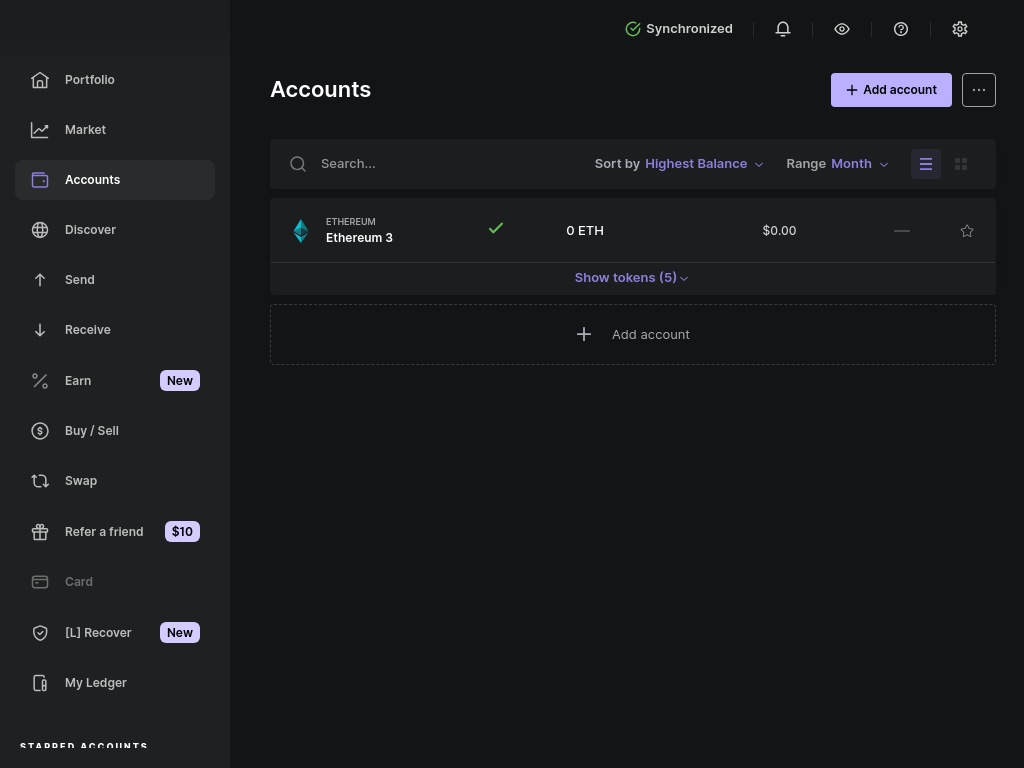 Synchronized
Portfolio
Market
Accounts
Discover
Send
Receive
Earn New
Buy / Sell
Swap
Refer a friend $10
Card
[L] Recover New
My Ledger
STARRED ACCOUNTS
Accounts
Add account
Search...
Sort by Highest Balance
Range Month
ETHEREUM
Ethereum 3
0 ETH
$0.00
—
Show tokens (5)
Add account